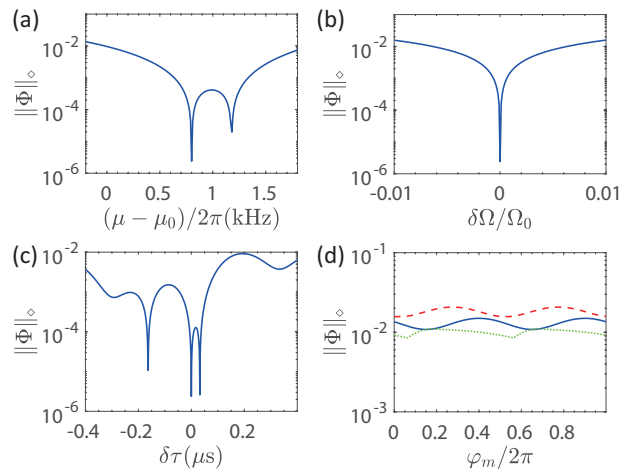 (a)
‖Φ‖⋄
10⁻²
10⁻⁴
10⁻⁶
0 0.5 1 1.5
(μ − μ₀)/2π(kHz)
(b)
‖Φ‖⋄
10⁻²
10⁻⁴
10⁻⁶
-0.01 0 0.01
δΩ/Ω₀
(c)
‖Φ‖⋄
10⁻²
10⁻⁴
10⁻⁶
-0.4 -0.2 0 0.2
δτ(μs)
(d)
‖Φ‖⋄
10⁻¹
10⁻²
10⁻³
0 0.2 0.4 0.6 0.8
φₘ/2π